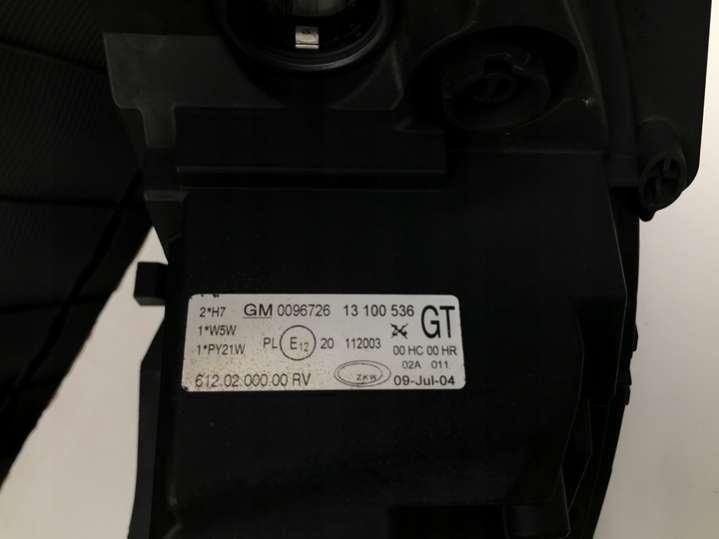 2*H7 GM 0096726 13 100 536 GT
1*W5W
1*PY21W PL E12 20 112003
00 HC 00 HR
02A 011
612.02.000.00 RV ZKW 09-Jul-04